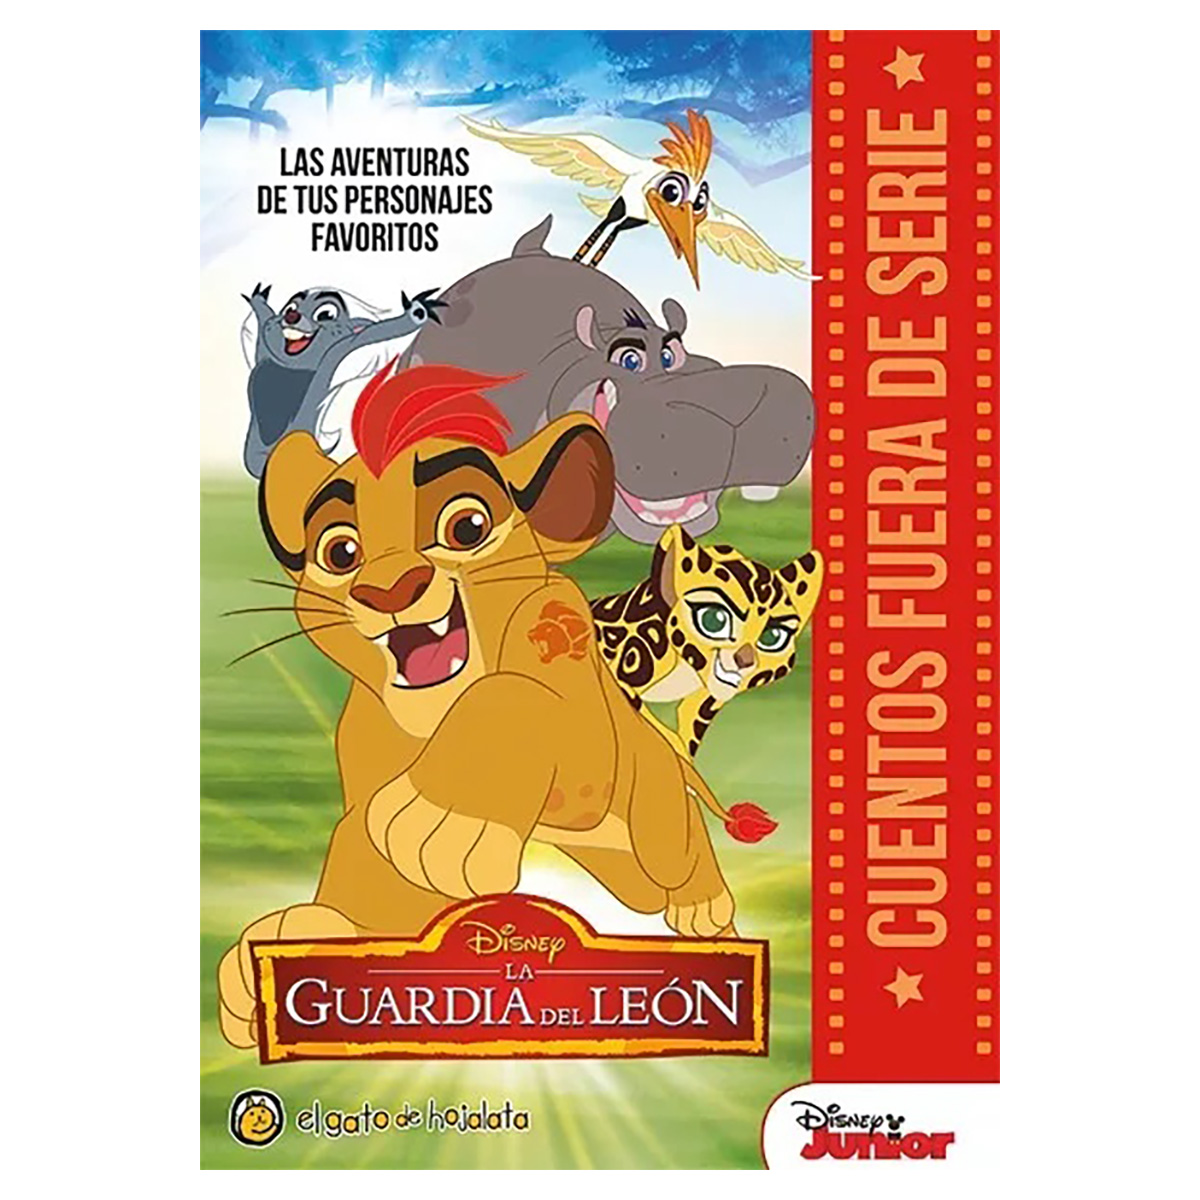 LAS AVENTURAS
DE TUS PERSONAJES
FAVORITOS
CUENTOS FUERA DE SERIE
Disney
LA
GUARDIA DEL LEÓN
el gato de hojalata
Disney
Junior